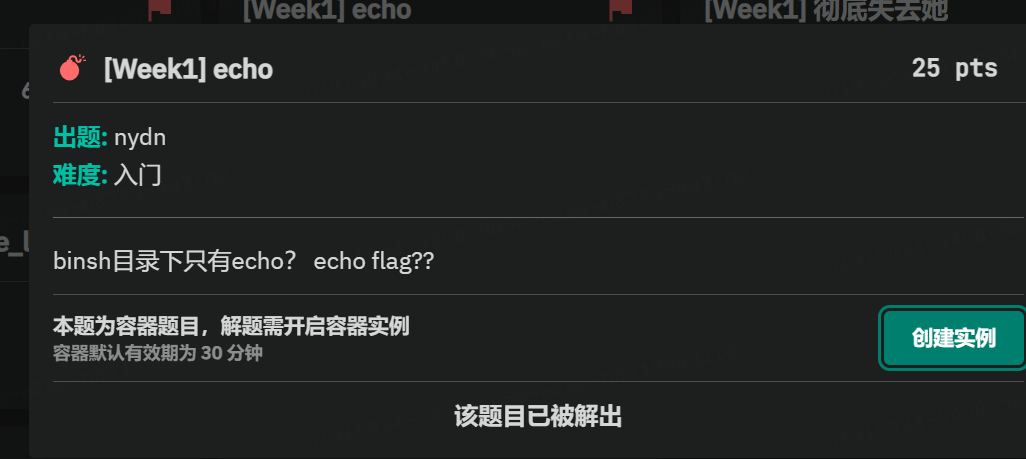 [Week1] echo
[Week1] 彻底失去她
[Week1] echo
25 pts
出题: nydn
难度: 入门
binsh目录下只有echo? echo flag??
本题为容器题目，解题需开启容器实例
容器默认有效期为 30 分钟
创建实例
该题目已被解出